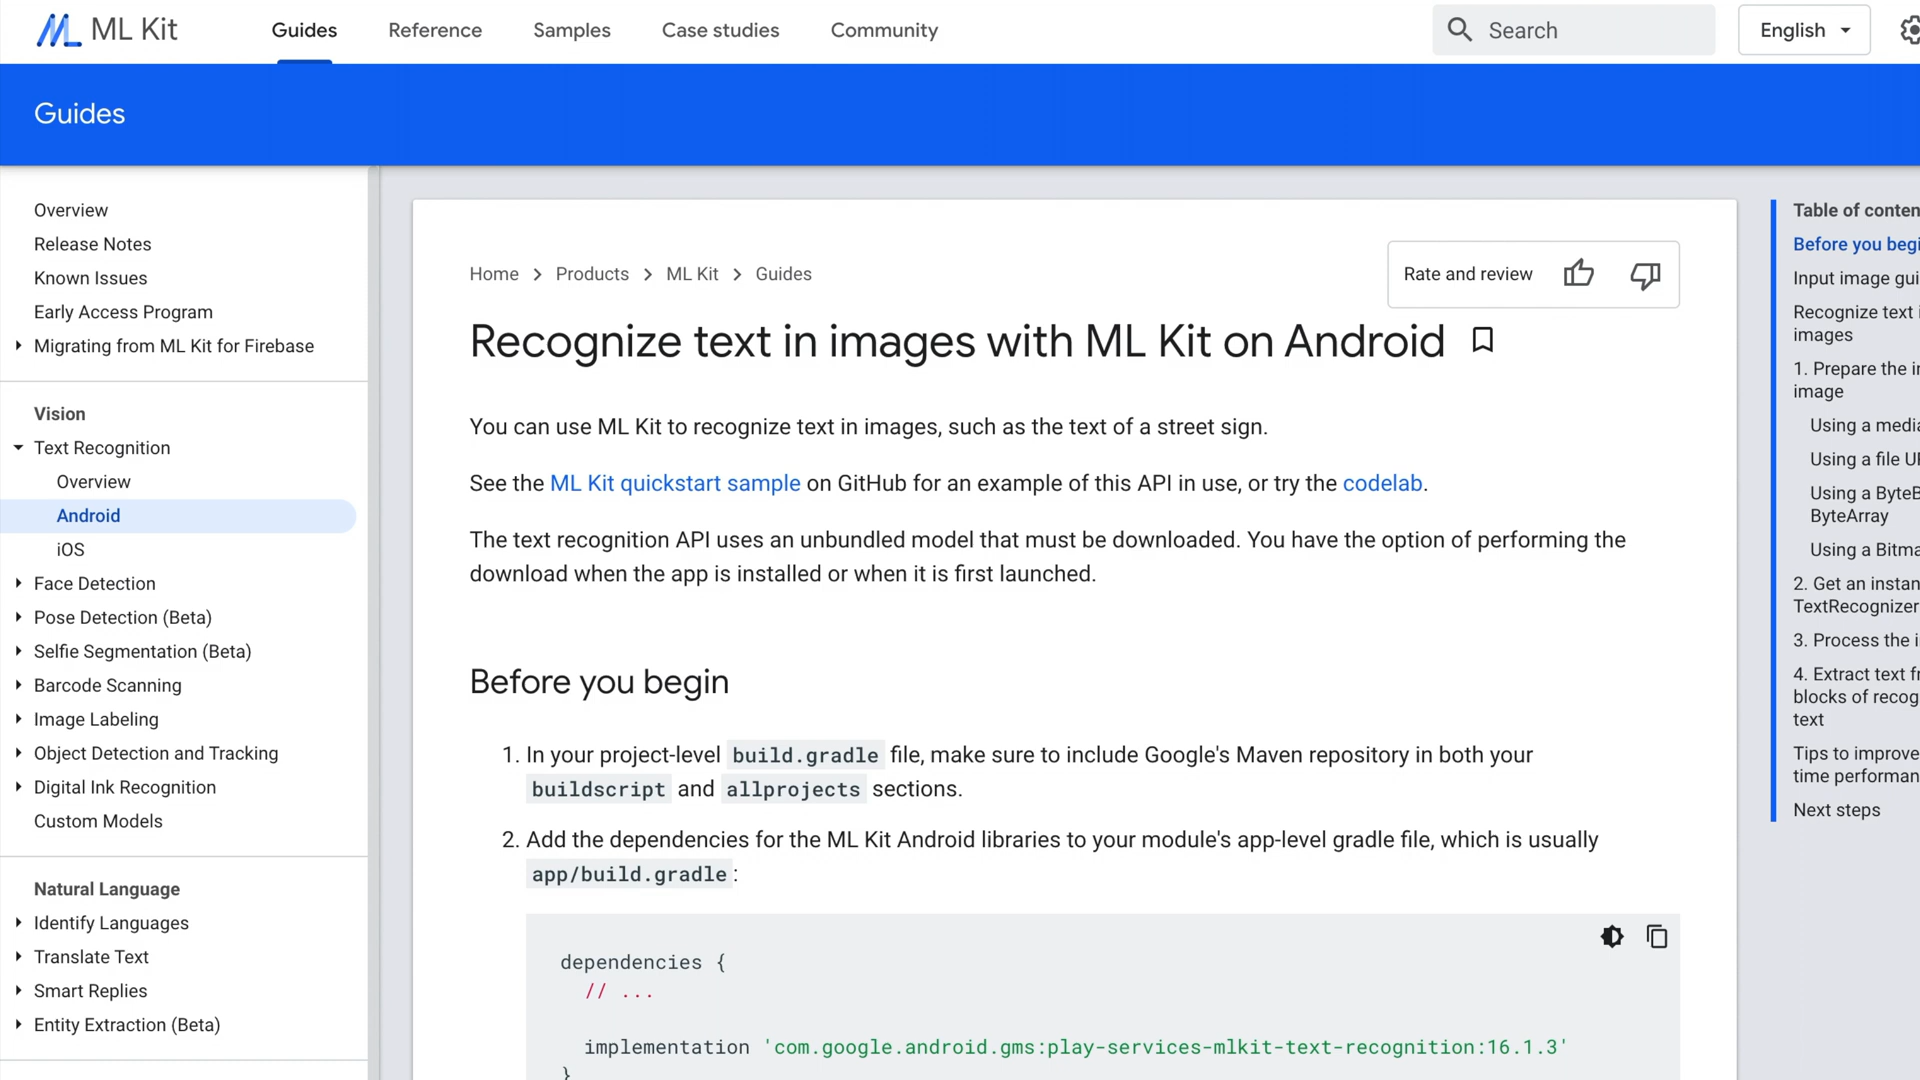 ML Kit
Guides
Reference
Samples
Case studies
Community
Search
English
Guides
Overview
Release Notes
Known Issues
Early Access Program
Migrating from ML Kit for Firebase
Vision
Text Recognition
Overview
Android
iOS
Face Detection
Pose Detection (Beta)
Selfie Segmentation (Beta)
Barcode Scanning
Image Labeling
Object Detection and Tracking
Digital Ink Recognition
Custom Models
Natural Language
Identify Languages
Translate Text
Smart Replies
Entity Extraction (Beta)
Home > Products > ML Kit > Guides
Rate and review
Recognize text in images with ML Kit on Android
You can use ML Kit to recognize text in images, such as the text of a street sign.
See the ML Kit quickstart sample on GitHub for an example of this API in use, or try the codelab.
The text recognition API uses an unbundled model that must be downloaded. You have the option of performing the
download when the app is installed or when it is first launched.
Before you begin
1. In your project-level build.gradle file, make sure to include Google's Maven repository in both your
buildscript and allprojects sections.
2. Add the dependencies for the ML Kit Android libraries to your module's app-level gradle file, which is usually
app/build.gradle:
dependencies {
// ...
implementation 'com.google.android.gms:play-services-mlkit-text-recognition:16.1.3'
}
Table of
Before you
Input image
Recognize text
images
1. Prepare the
image
Using a
Using a file
Using a
ByteArray
Using a
2. Get an
TextRecognizer
3. Process the
4. Extract text
blocks of
text
Tips to improve
time
Next steps